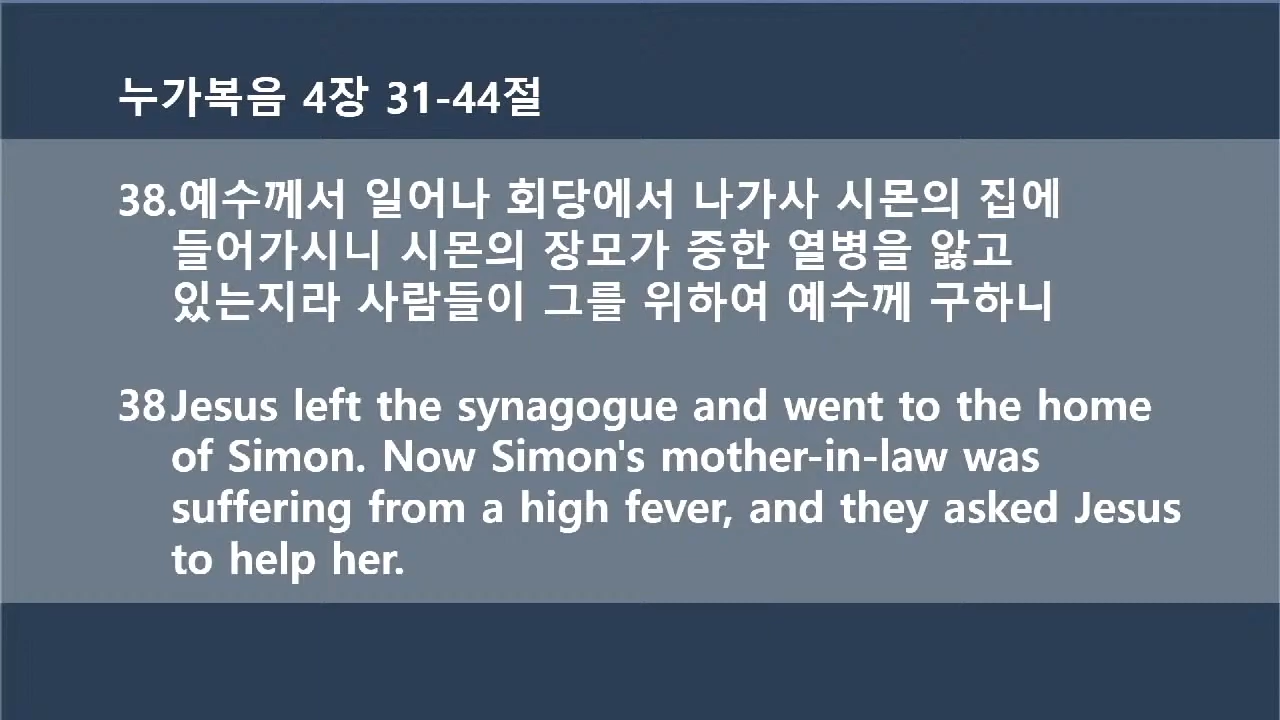 누가복음 4장 31-44절
38.예수께서 일어나 회당에서 나가사 시몬의 집에
들어가시니 시몬의 장모가 중한 열병을 앓고
있는지라 사람들이 그를 위하여 예수께 구하니
38 Jesus left the synagogue and went to the home
of Simon. Now Simon's mother-in-law was
suffering from a high fever, and they asked Jesus
to help her.